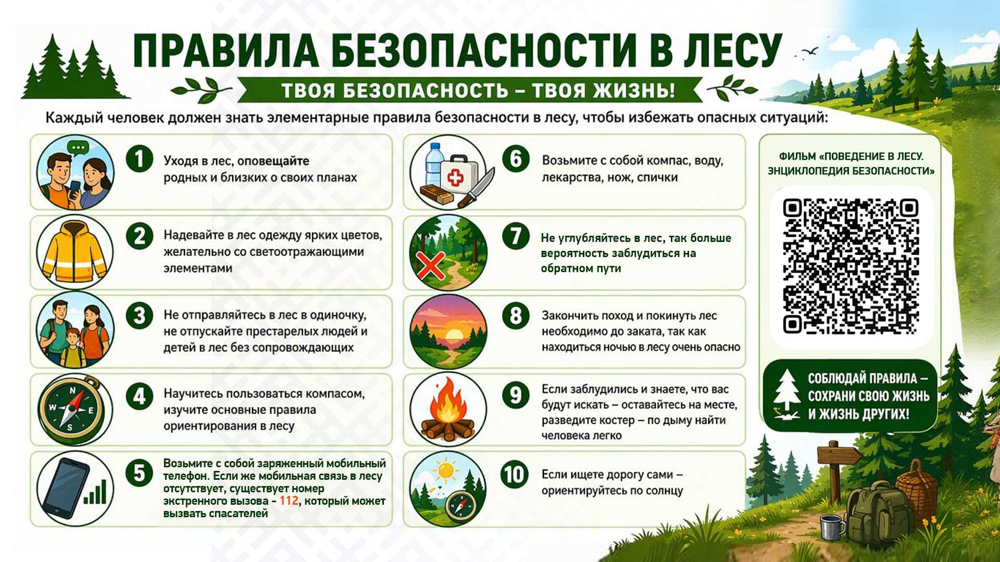 ПРАВИЛА БЕЗОПАСНОСТИ В ЛЕСУ
ТВОЯ БЕЗОПАСНОСТЬ – ТВОЯ ЖИЗНЬ!
Каждый человек должен знать элементарные правила безопасности в лесу, чтобы избежать опасных ситуаций:
1
Уходя в лес, оповещайте
родных и близких о своих планах
2
Надевайте в лес одежду ярких цветов,
желательно со светоотражающими
элементами
3
Не отправляйтесь в лес в одиночку,
не отпускайте престарелых людей и
детей в лес без сопровождающих
N
W
E
S
4
Научитесь пользоваться компасом,
изучите основные правила
ориентирования в лесу
5
Возьмите с собой заряженный мобильный
телефон. Если же мобильная связь в лесу
отсутствует, существует номер
экстренного вызова - 112, который может
вызвать спасателей
6
Возьмите с собой компас, воду,
лекарства, нож, спички
7
Не углубляйтесь в лес, так больше
вероятность заблудиться на
обратном пути
8
Закончить поход и покинуть лес
необходимо до заката, так как
находиться ночью в лесу очень опасно
9
Если заблудились и знаете, что вас
будут искать – оставайтесь на месте,
разведите костер – по дыму найти
человека легко
10
Если ищете дорогу сами –
ориентируйтесь по солнцу
ФИЛЬМ «ПОВЕДЕНИЕ В ЛЕСУ.
ЭНЦИКЛОПЕДИЯ БЕЗОПАСНОСТИ»
СОБЛЮДАЙ ПРАВИЛА –
СОХРАНИ СВОЮ ЖИЗНЬ
И ЖИЗНЬ ДРУГИХ!